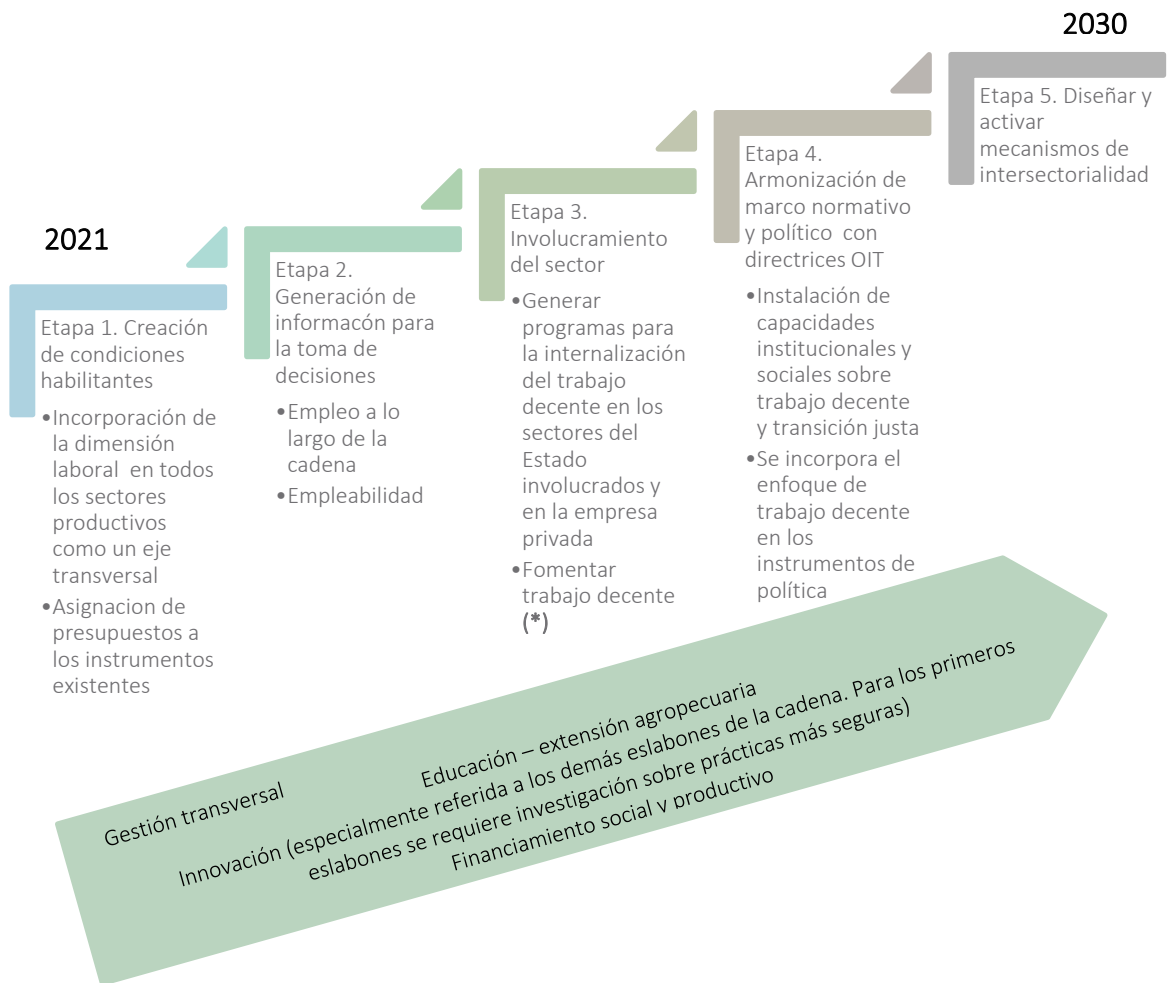 2030
2021
Etapa 1. Creación
de condiciones
habilitantes
•Incorporación de
la dimensión
laboral en todos
los sectores
productivos
como un eje
transversal
•Asignacion de
presupuestos a
los instrumentos
existentes
Etapa 2.
Generación de
informacón para
la toma de
decisiones
•Empleo a lo
largo de la
cadena
•Empleabilidad
Etapa 3.
Involucramiento
del sector
•Generar
programas para
la internalización
del trabajo
decente en los
sectores del
Estado
involucrados y
en la empresa
privada
•Fomentar
trabajo decente
(*)
Etapa 4.
Armonización de
marco normativo
y político con
directrices OIT
•Instalación de
capacidades
institucionales y
sociales sobre
trabajo decente
y transición justa
•Se incorpora el
enfoque de
trabajo decente
en los
instrumentos de
política
Etapa 5. Diseñar y
activar
mecanismos de
intersectorialidad
Gestión transversal
Educación – extensión agropecuaria
Innovación (especialmente referida a los demás eslabones de la cadena. Para los primeros
eslabones se requiere investigación sobre prácticas más seguras)
Financiamiento social y productivo